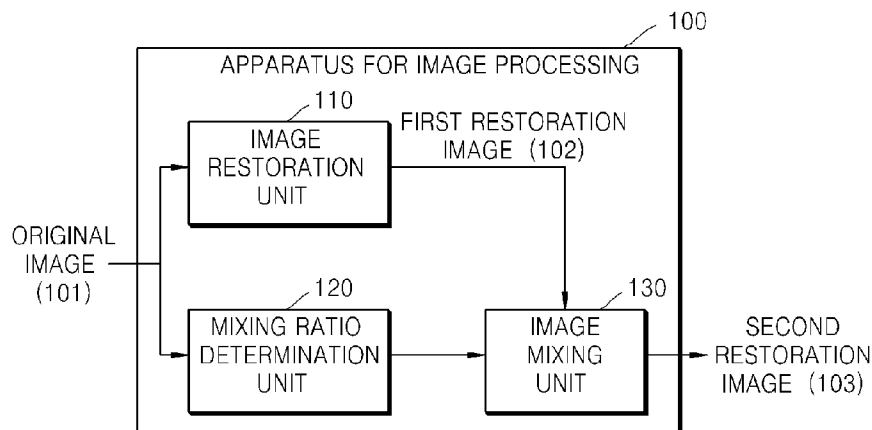 100
APPARATUS FOR IMAGE PROCESSING
110
IMAGE
RESTORATION
UNIT
FIRST RESTORATION
IMAGE (102)
ORIGINAL
IMAGE
(101)
120
MIXING RATIO
DETERMINATION
UNIT
130
IMAGE
MIXING
UNIT
SECOND
RESTORATION
IMAGE (103)